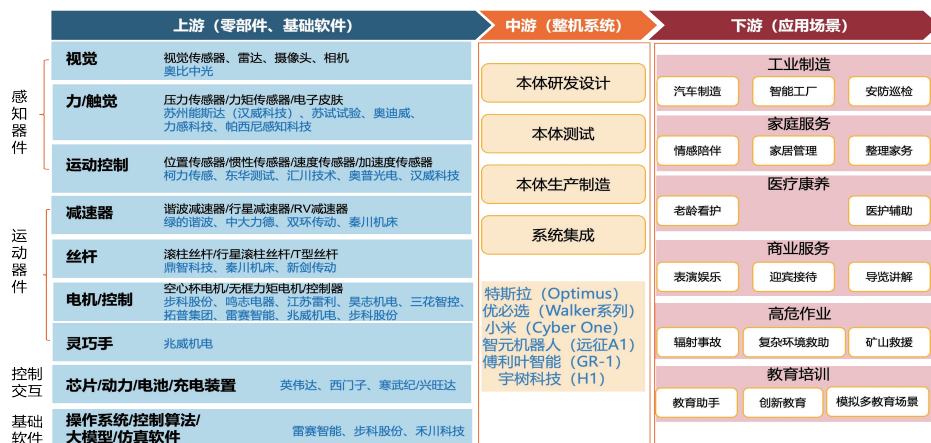 上游（零部件、基础软件）
中游（整机系统）
下游（应用场景）
感知器件
视觉
视觉传感器、雷达、摄像头、相机
奥比中光
力/触觉
压力传感器/力矩传感器/电子皮肤
苏州能斯达（汉威科技）、苏试试验、奥迪威、
力感科技、帕西尼感知科技
运动控制
位置传感器/惯性传感器/速度传感器/加速度传感器
柯力传感、东华测试、汇川技术、奥普光电、汉威科技
运动器件
减速器
谐波减速器/行星减速器/RV减速器
绿的谐波、中大力德、双环传动、秦川机床
丝杆
滚柱丝杆/行星滚柱丝杆/T型丝杆
鼎智科技、秦川机床、新剑传动
电机/控制
空心杯电机/无框力矩电机/控制器
步科股份、鸣志电器、江苏雷利、昊志机电、三花智控、
拓普集团、雷赛智能、兆威机电、步科股份
灵巧手
兆威机电
控制
交互
芯片/动力/电池/充电装置
英伟达、西门子、寒武纪/兴旺达
基础
软件
操作系统/控制算法/
大模型/仿真软件
雷赛智能、步科股份、禾川科技
本体研发设计
本体测试
本体生产制造
系统集成
特斯拉（Optimus）
优必选（Walker系列）
小米（Cyber One）
智元机器人（远征A1）
傅利叶智能（GR-1）
宇树科技（H1）
工业制造
汽车制造
智能工厂
安防巡检
家庭服务
情感陪伴
家居管理
整理家务
医疗康养
老龄看护
医护辅助
商业服务
表演娱乐
迎宾接待
导览讲解
高危作业
辐射事故
复杂环境救助
矿山救援
教育培训
教育助手
创新教育
模拟多教育场景